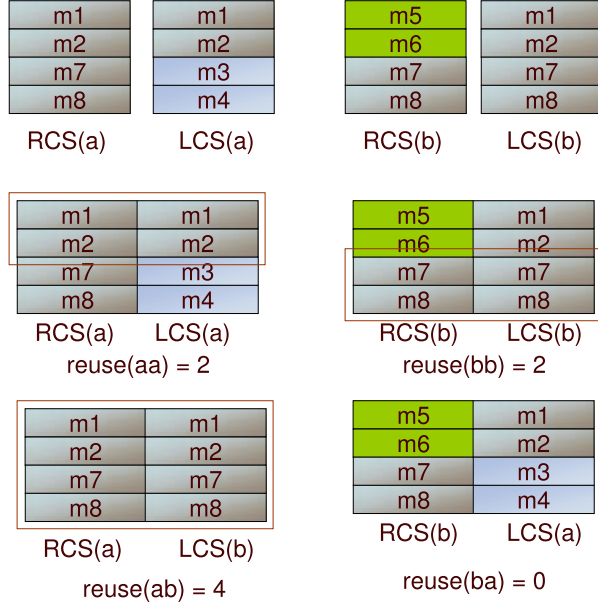 m1 m1 m5 m1
m2 m2 m6 m2
m7 m3 m7 m7
m8 m4 m8 m8
RCS(a) LCS(a) RCS(b) LCS(b)
m1 m1 m5 m1
m2 m2 m6 m2
m7 m3 m7 m7
m8 m4 m8 m8
RCS(a) LCS(a) RCS(b) LCS(b)
reuse(aa) = 2 reuse(bb) = 2
m1 m1 m5 m1
m2 m2 m6 m2
m7 m7 m7 m3
m8 m8 m8 m4
RCS(a) LCS(b) RCS(b) LCS(a)
reuse(ab) = 4 reuse(ba) = 0